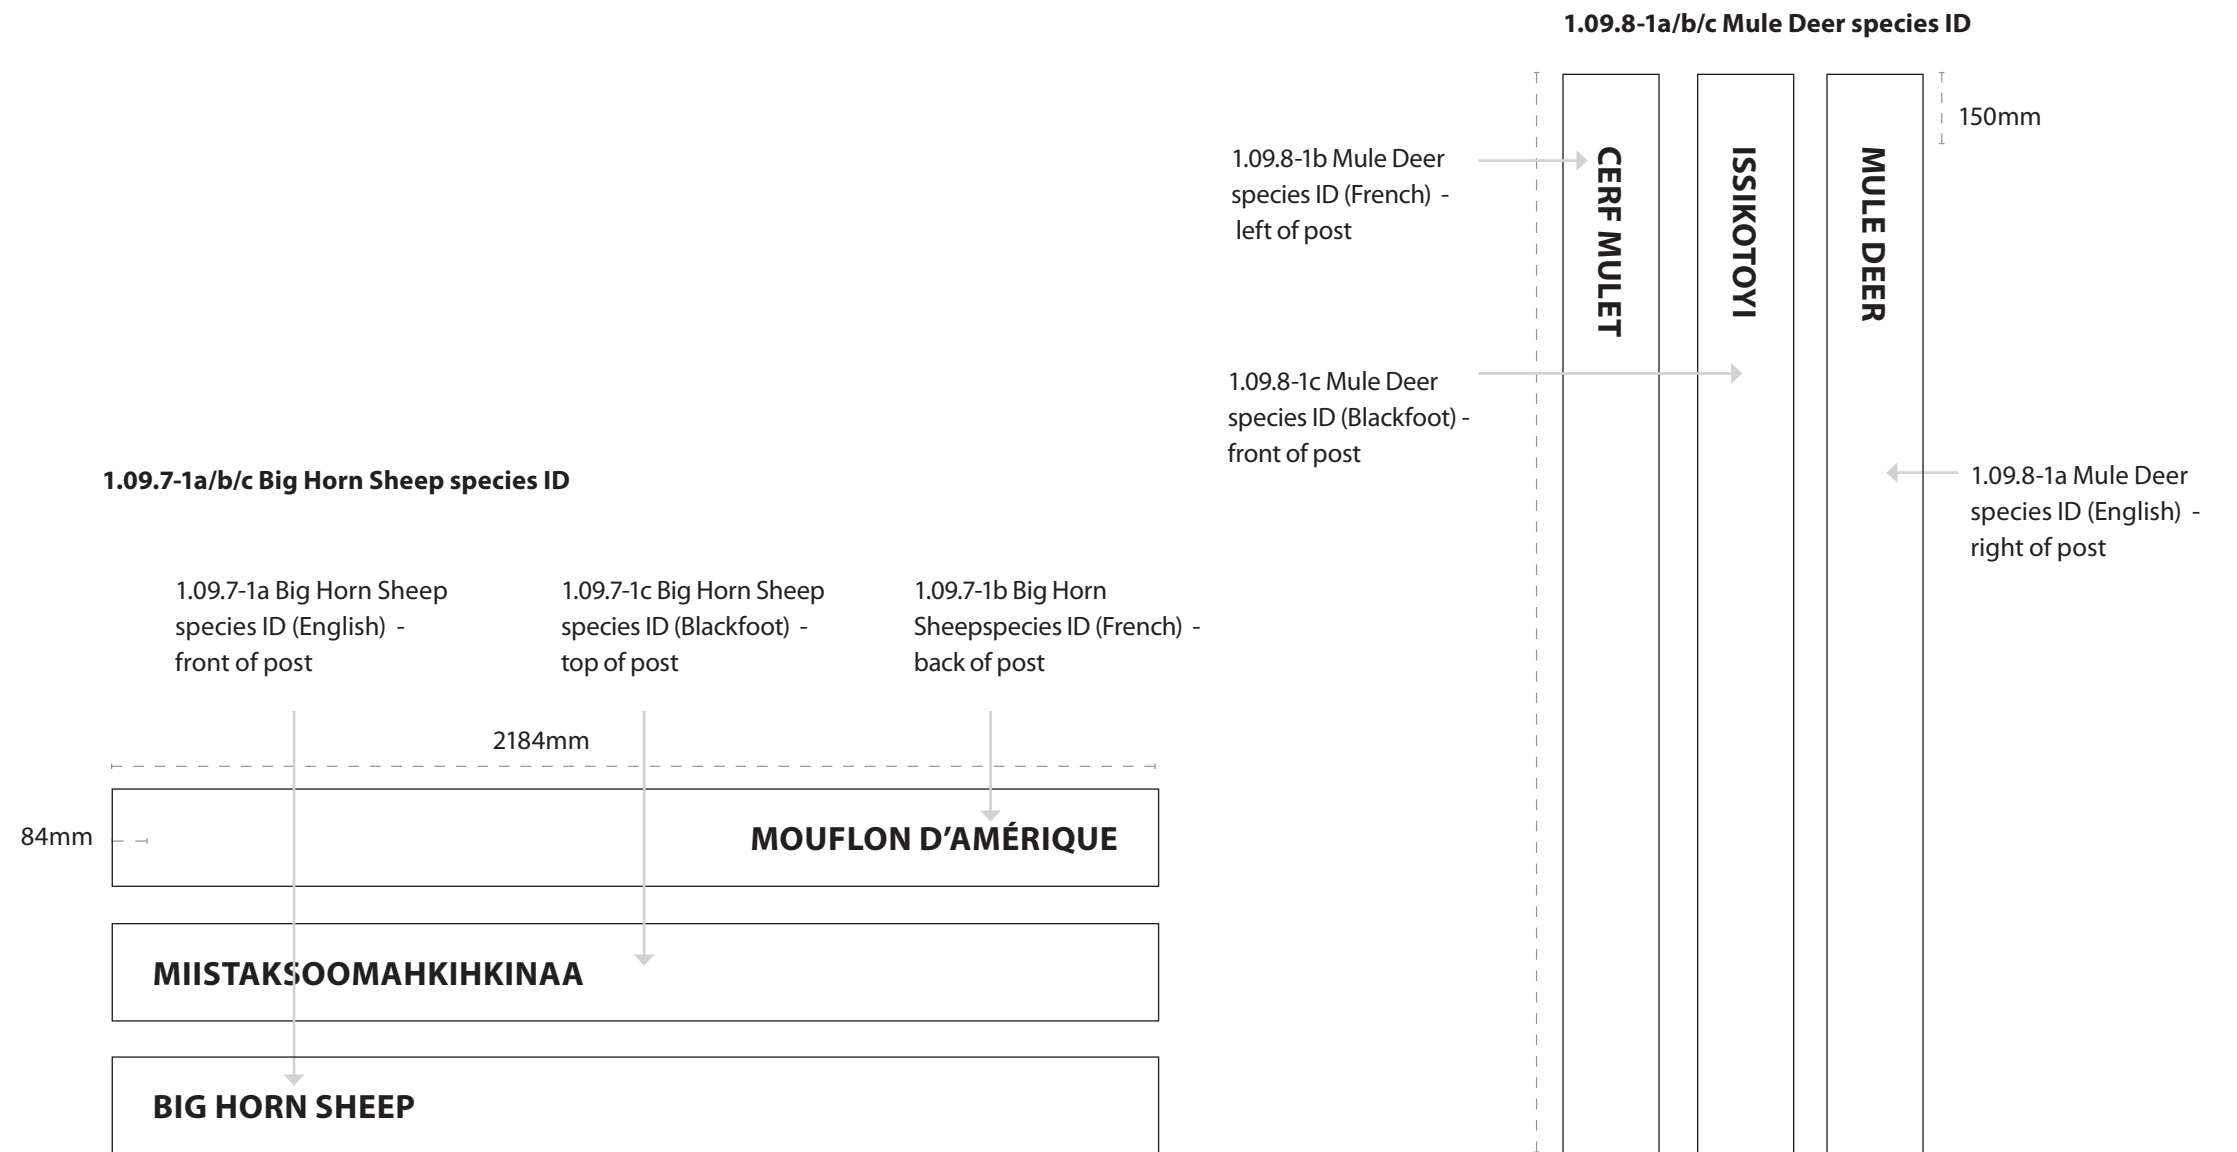 1.09.8-1a/b/c Mule Deer species ID
150mm
1.09.8-1b Mule Deer
species ID (French) -
left of post
CERF MULET
ISSIKOTOYI
MULE DEER
1.09.8-1c Mule Deer
species ID (Blackfoot) -
front of post
1.09.8-1a Mule Deer
species ID (English) -
right of post
1.09.7-1a/b/c Big Horn Sheep species ID
1.09.7-1a Big Horn Sheep
species ID (English) -
front of post
1.09.7-1c Big Horn Sheep
species ID (Blackfoot) -
top of post
1.09.7-1b Big Horn
Sheepspecies ID (French) -
back of post
2184mm
84mm
MOUFLON D’AMÉRIQUE
MIISTAKSOOMAHKIHKINAA
BIG HORN SHEEP